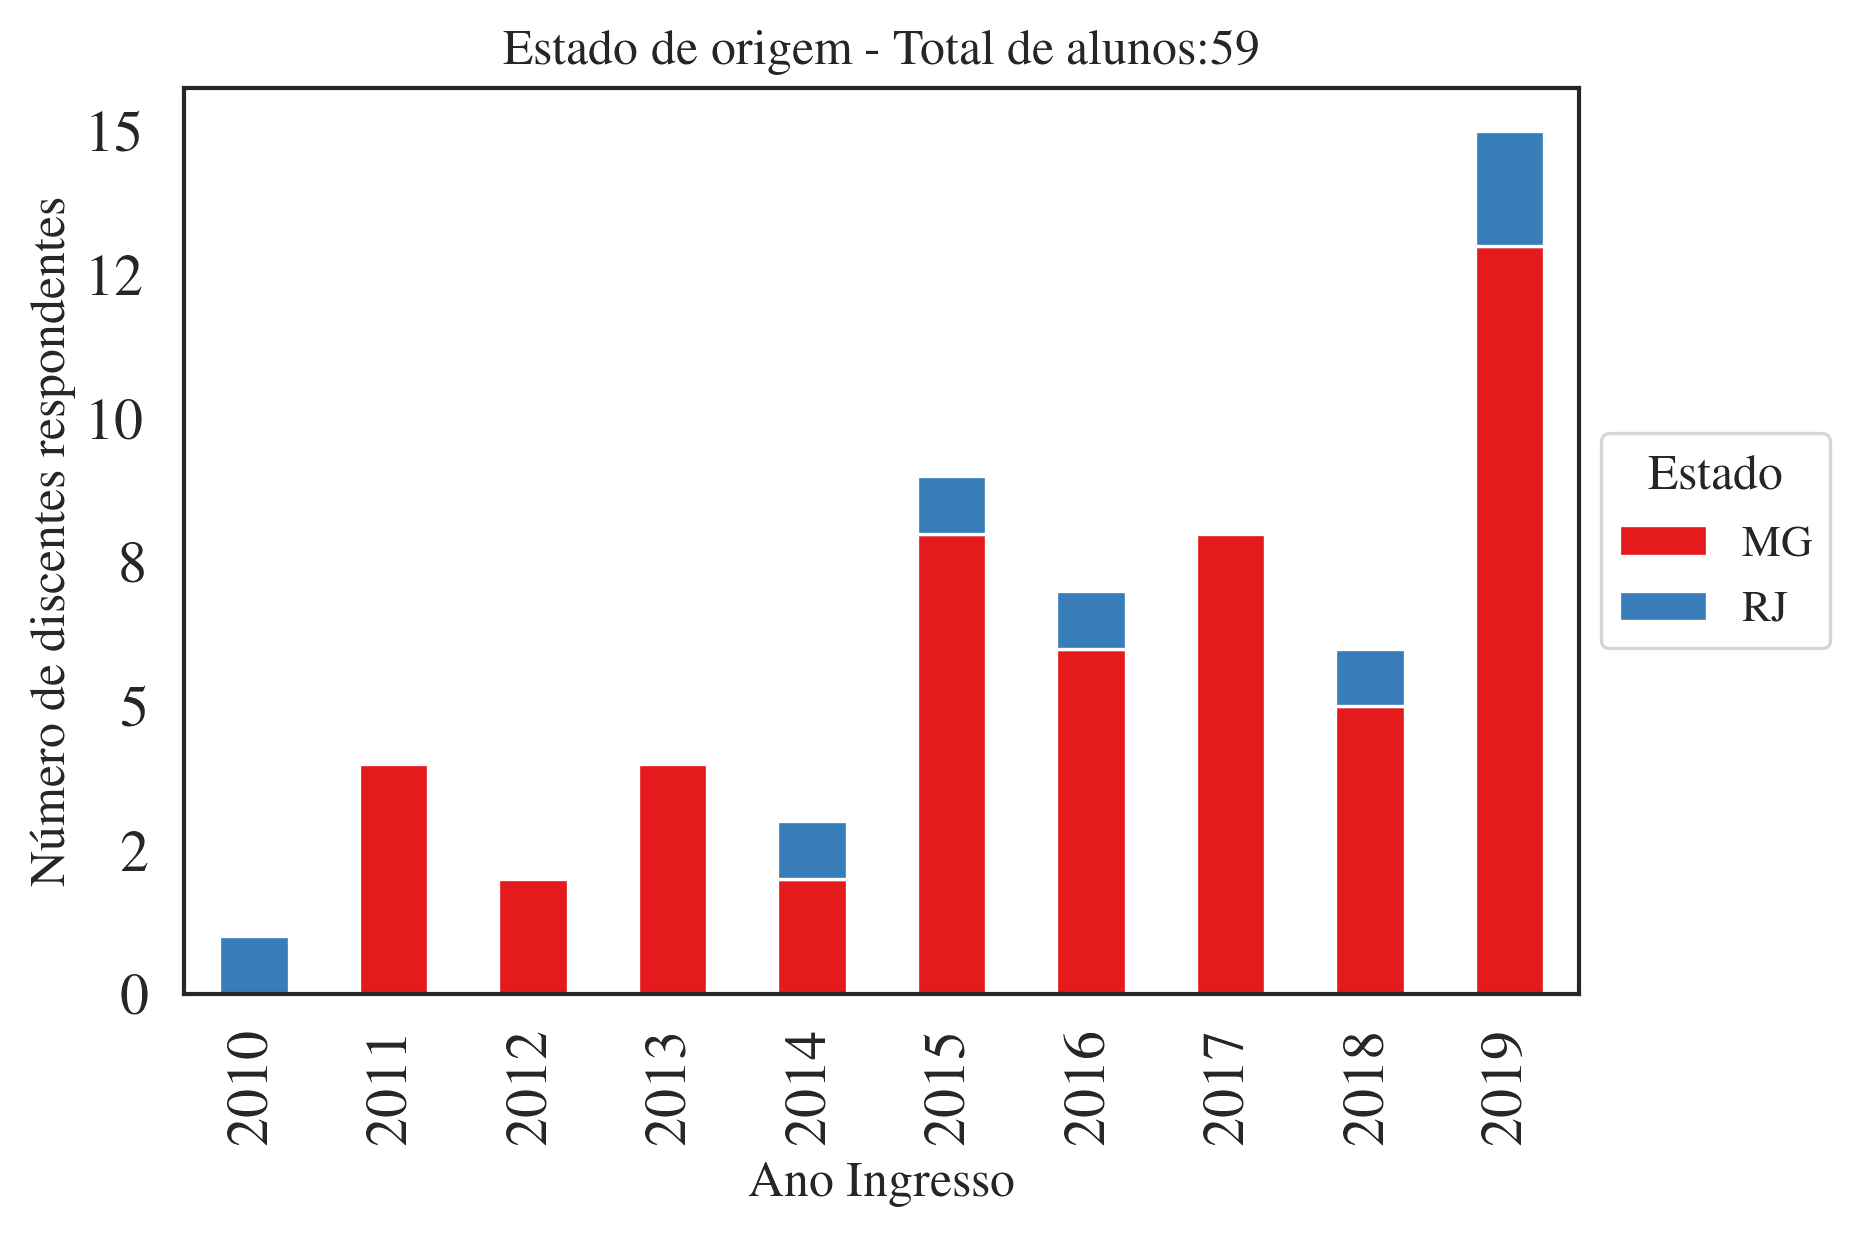 Estado de origem - Total de alunos:59
Número de discentes respondentes
15
12
10
8
5
2
0
2010
2011
2012
2013
2014
2015
2016
2017
2018
2019
Ano Ingresso
Estado
MG
RJ